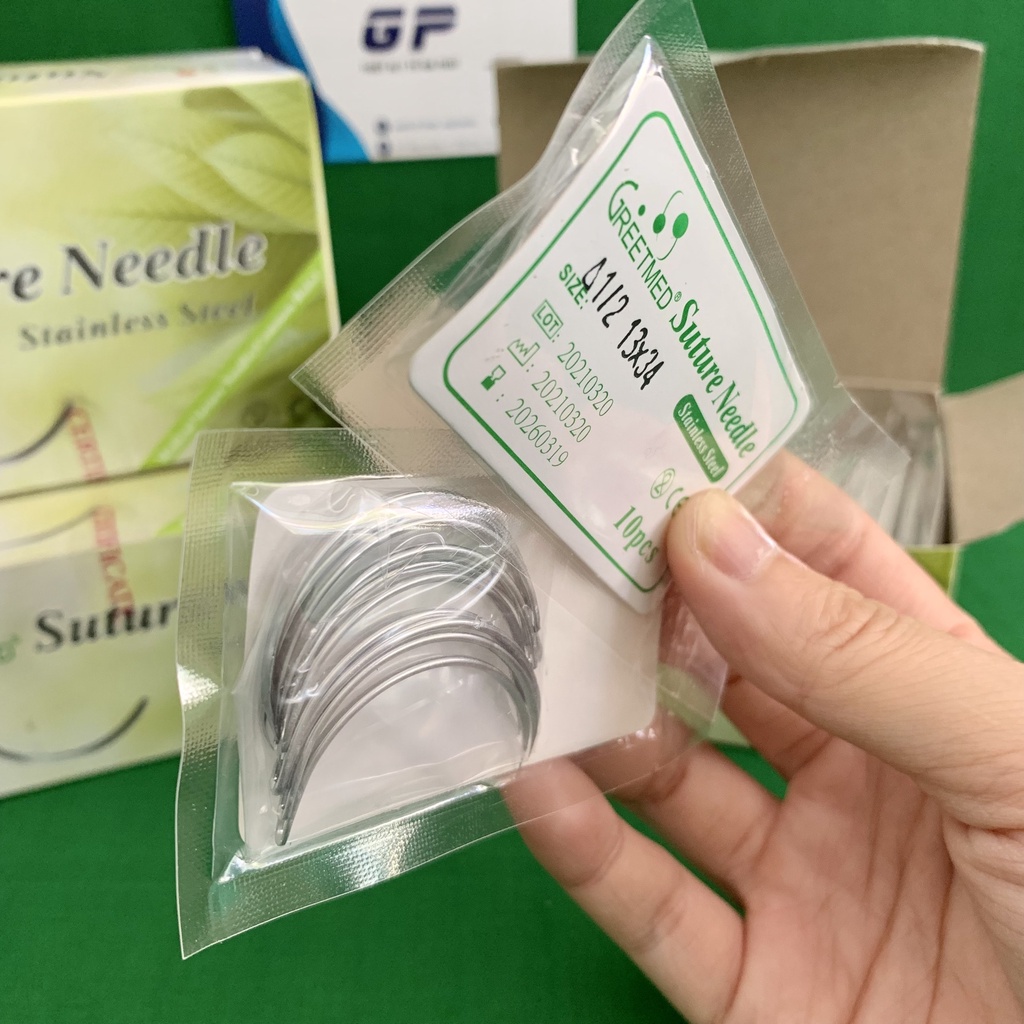 GP
re Needle
Stainless Steel
Sutur
GREETMED® Suture Needle
Stainless Steel
SIZE: Δ1/2 13x34
LOT: 20210320
: 20210320
: 20260319
CE
10pcs